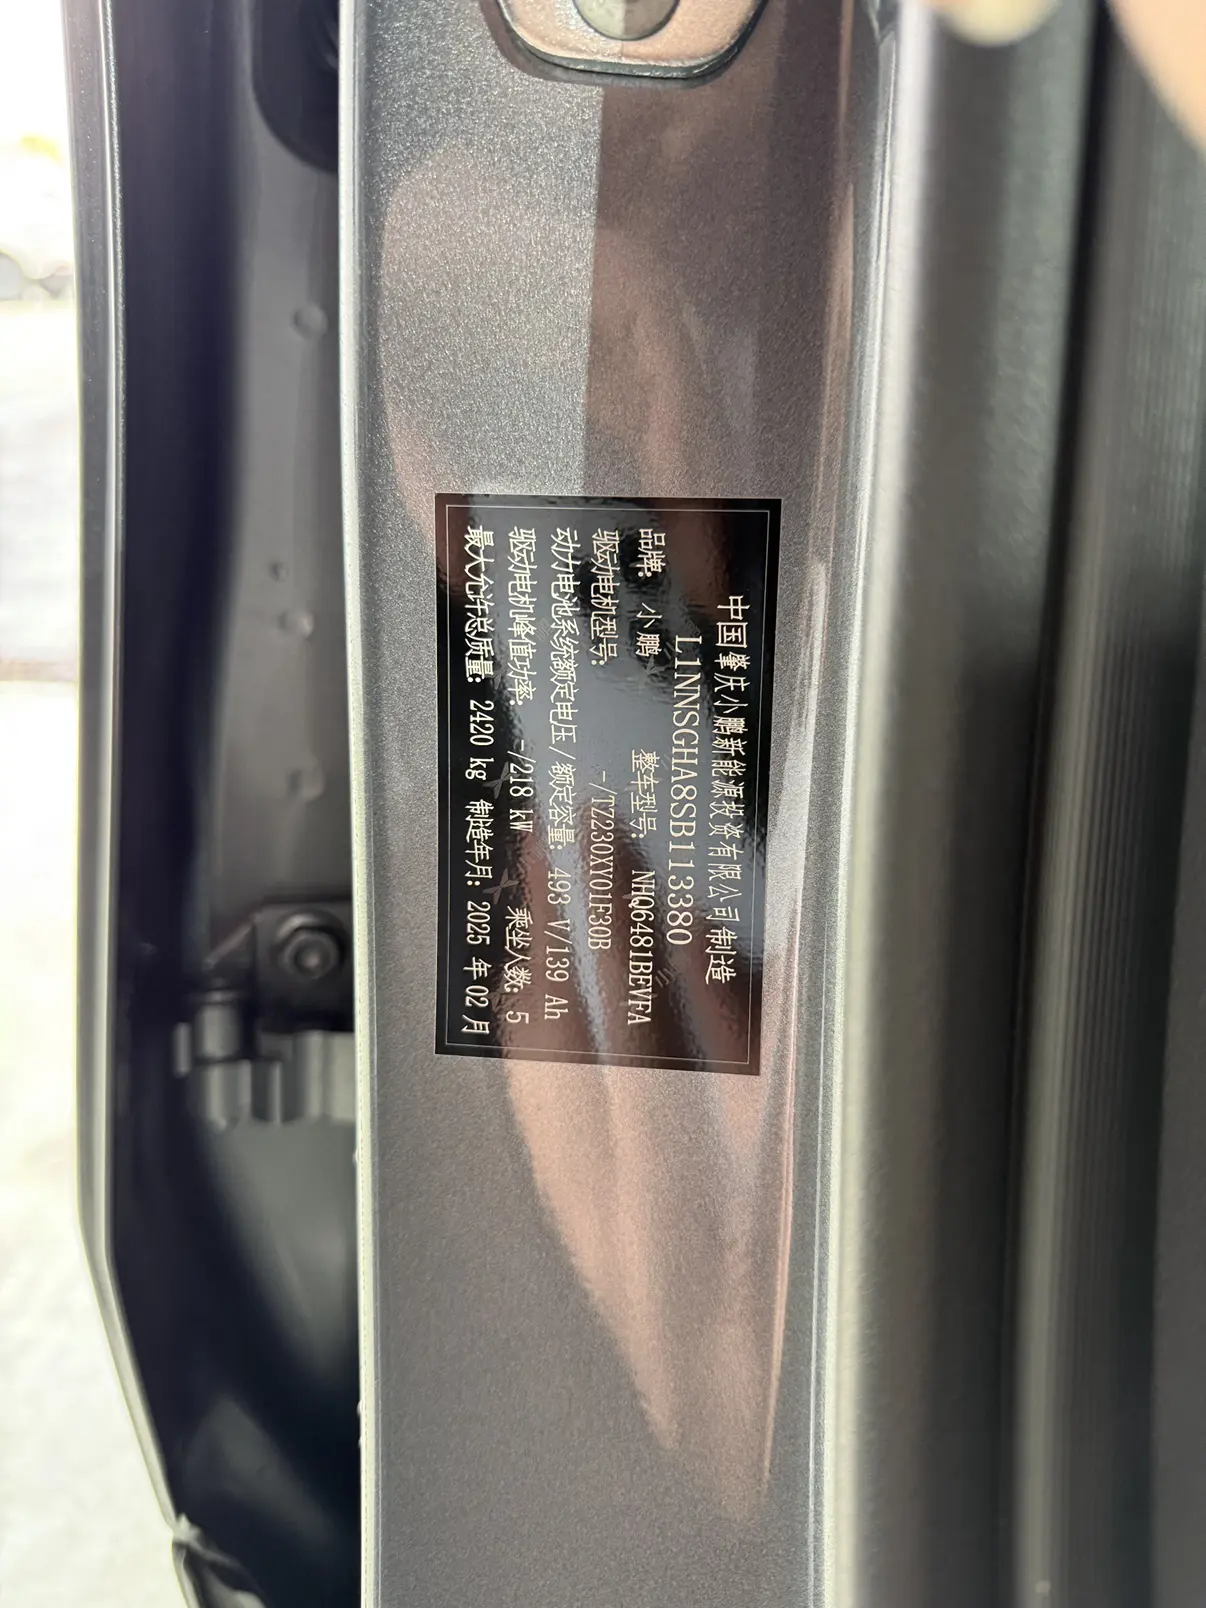 中国肇庆小鹏新能源投资有限公司 制造
L1NNSGHA8SB113380
品牌: 小鹏 整车型号: NHQ6481BEVFA
驱动电机型号: -/TZ230XY01F30B
动力电池系统额定电压/额定容量: 493 V/139 Ah
驱动电机峰值功率: -/218 kW 乘坐人数: 5
最大允许总质量: 2420 kg 制造年月: 2025 年 02 月